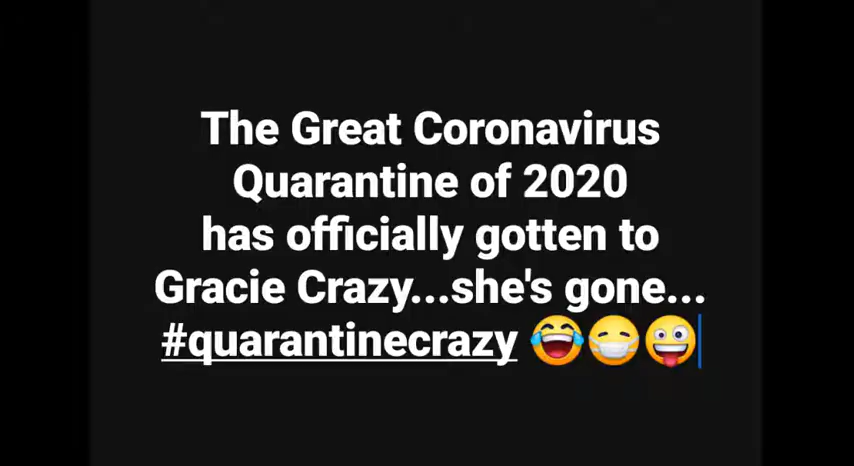 The Great Coronavirus
Quarantine of 2020
has officially gotten to
Gracie Crazy...she's gone...
#quarantinecrazy 😂😷🤪